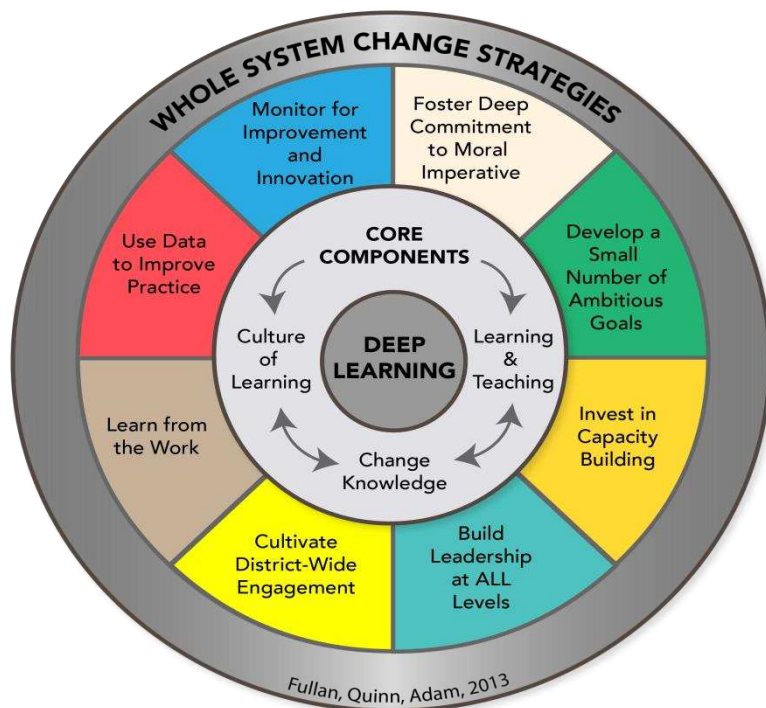 WHOLE SYSTEM CHANGE STRATEGIES
Foster Deep
Commitment
to Moral
Imperative
Develop a
Small
Number of
Ambitious
Goals
Invest in
Capacity
Building
Build
Leadership
at ALL
Levels
Cultivate
District-Wide
Engagement
Learn from
the Work
Use Data
to Improve
Practice
Monitor for
Improvement
and
Innovation
CORE
COMPONENTS
Learning
&
Teaching
Change
Knowledge
Culture
of
Learning
DEEP
LEARNING
Fullan, Quinn, Adam, 2013